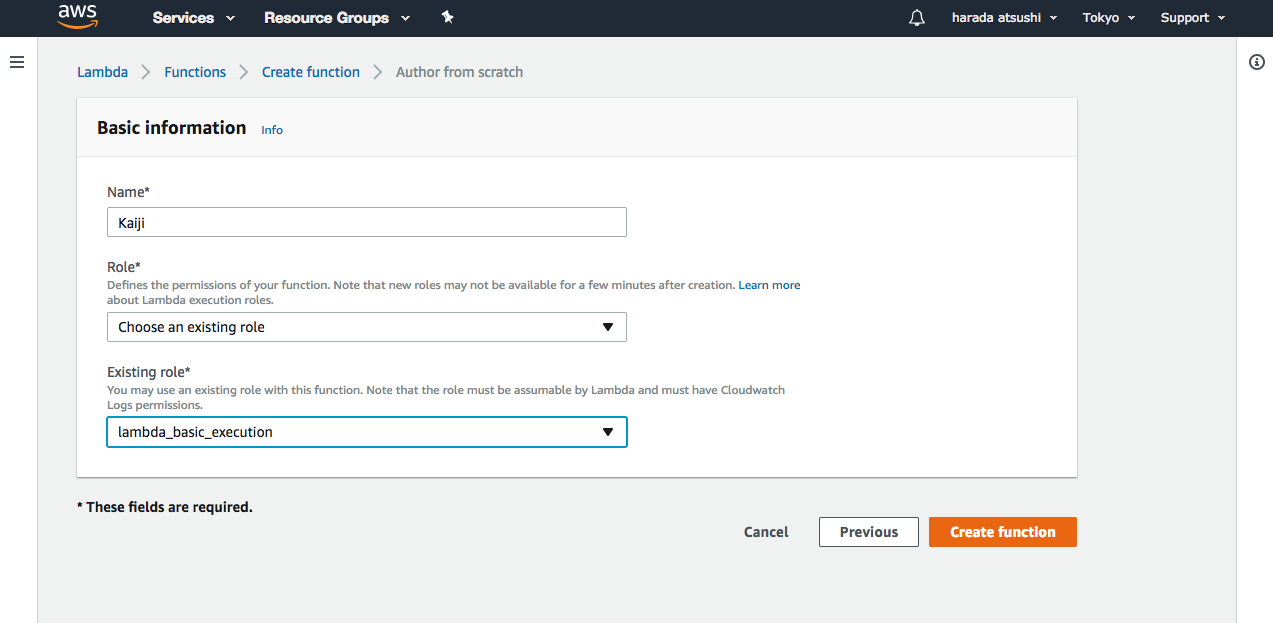 aws Services Resource Groups harada atsushi Tokyo Support
Lambda Functions Create function Author from scratch
Basic information Info
Name*
Kaiji
Role*
Defines the permissions of your function. Note that new roles may not be available for a few minutes after creation. Learn more
about Lambda execution roles.
Choose an existing role
Existing role*
You may use an existing role with this function. Note that the role must be assumable by Lambda and must have Cloudwatch
Logs permissions.
lambda_basic_execution
* These fields are required.
Cancel Previous Create function